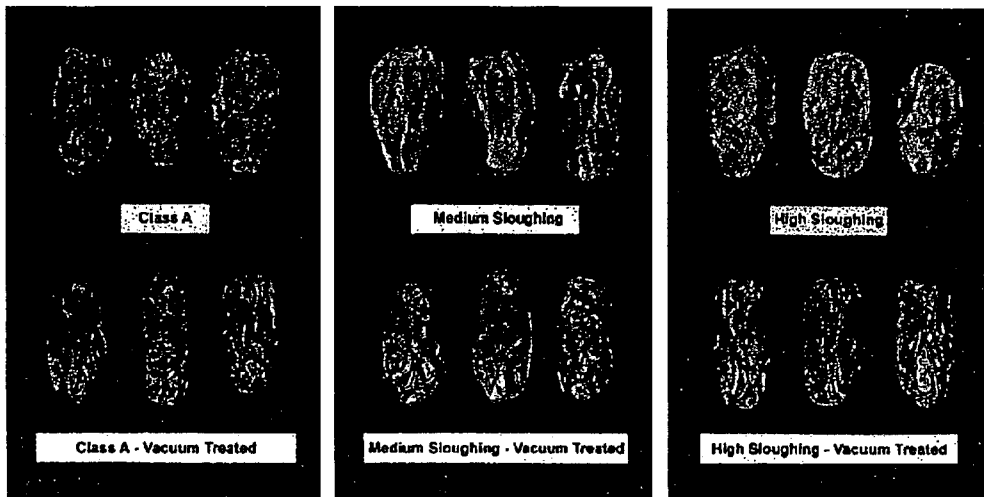 Class A
Medium Sloughing
High Sloughing
Class A - Vacuum Treated
Medium Sloughing - Vacuum Treated
High Sloughing - Vacuum Treated